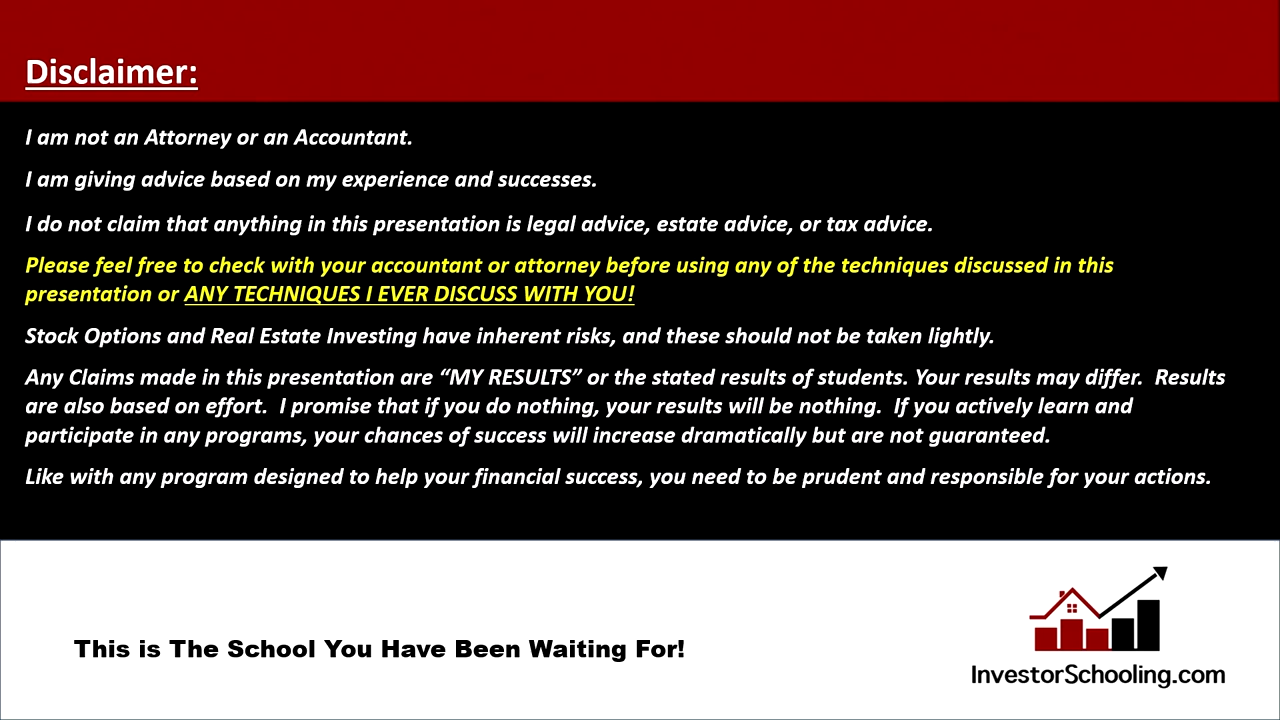 Disclaimer:
I am not an Attorney or an Accountant.
I am giving advice based on my experience and successes.
I do not claim that anything in this presentation is legal advice, estate advice, or tax advice.
Please feel free to check with your accountant or attorney before using any of the techniques discussed in this
presentation or ANY TECHNIQUES I EVER DISCUSS WITH YOU!
Stock Options and Real Estate Investing have inherent risks, and these should not be taken lightly.
Any Claims made in this presentation are “MY RESULTS” or the stated results of students. Your results may differ.  Results
are also based on effort.  I promise that if you do nothing, your results will be nothing.  If you actively learn and
participate in any programs, your chances of success will increase dramatically but are not guaranteed.
Like with any program designed to help your financial success, you need to be prudent and responsible for your actions.
This is The School You Have Been Waiting For!
InvestorSchooling.com